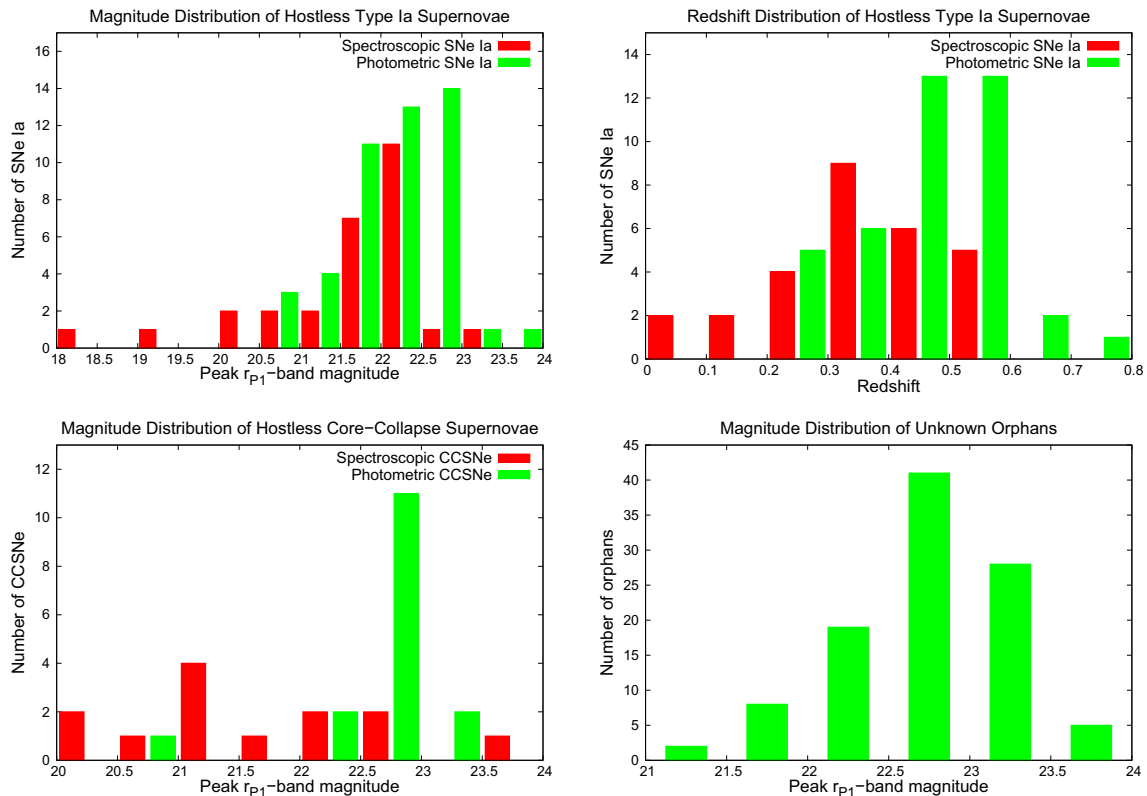 Magnitude Distribution of Hostless Type Ia Supernovae
Spectroscopic SNe Ia
Photometric SNe Ia
Number of SNe Ia
16
14
12
10
8
6
4
2
0
18 18.5 19 19.5 20 20.5 21 21.5 22 22.5 23 23.5 24
Peak rP1-band magnitude
Redshift Distribution of Hostless Type Ia Supernovae
Spectroscopic SNe Ia
Photometric SNe Ia
Number of SNe Ia
14
12
10
8
6
4
2
0
0 0.1 0.2 0.3 0.4 0.5 0.6 0.7 0.8
Redshift
Magnitude Distribution of Hostless Core-Collapse Supernovae
Spectroscopic CCSNe
Photometric CCSNe
Number of CCSNe
12
10
8
6
4
2
0
20 20.5 21 21.5 22 22.5 23 23.5 24
Peak rP1-band magnitude
Magnitude Distribution of Unknown Orphans
Number of orphans
45
40
35
30
25
20
15
10
5
0
21 21.5 22 22.5 23 23.5 24
Peak rP1-band magnitude